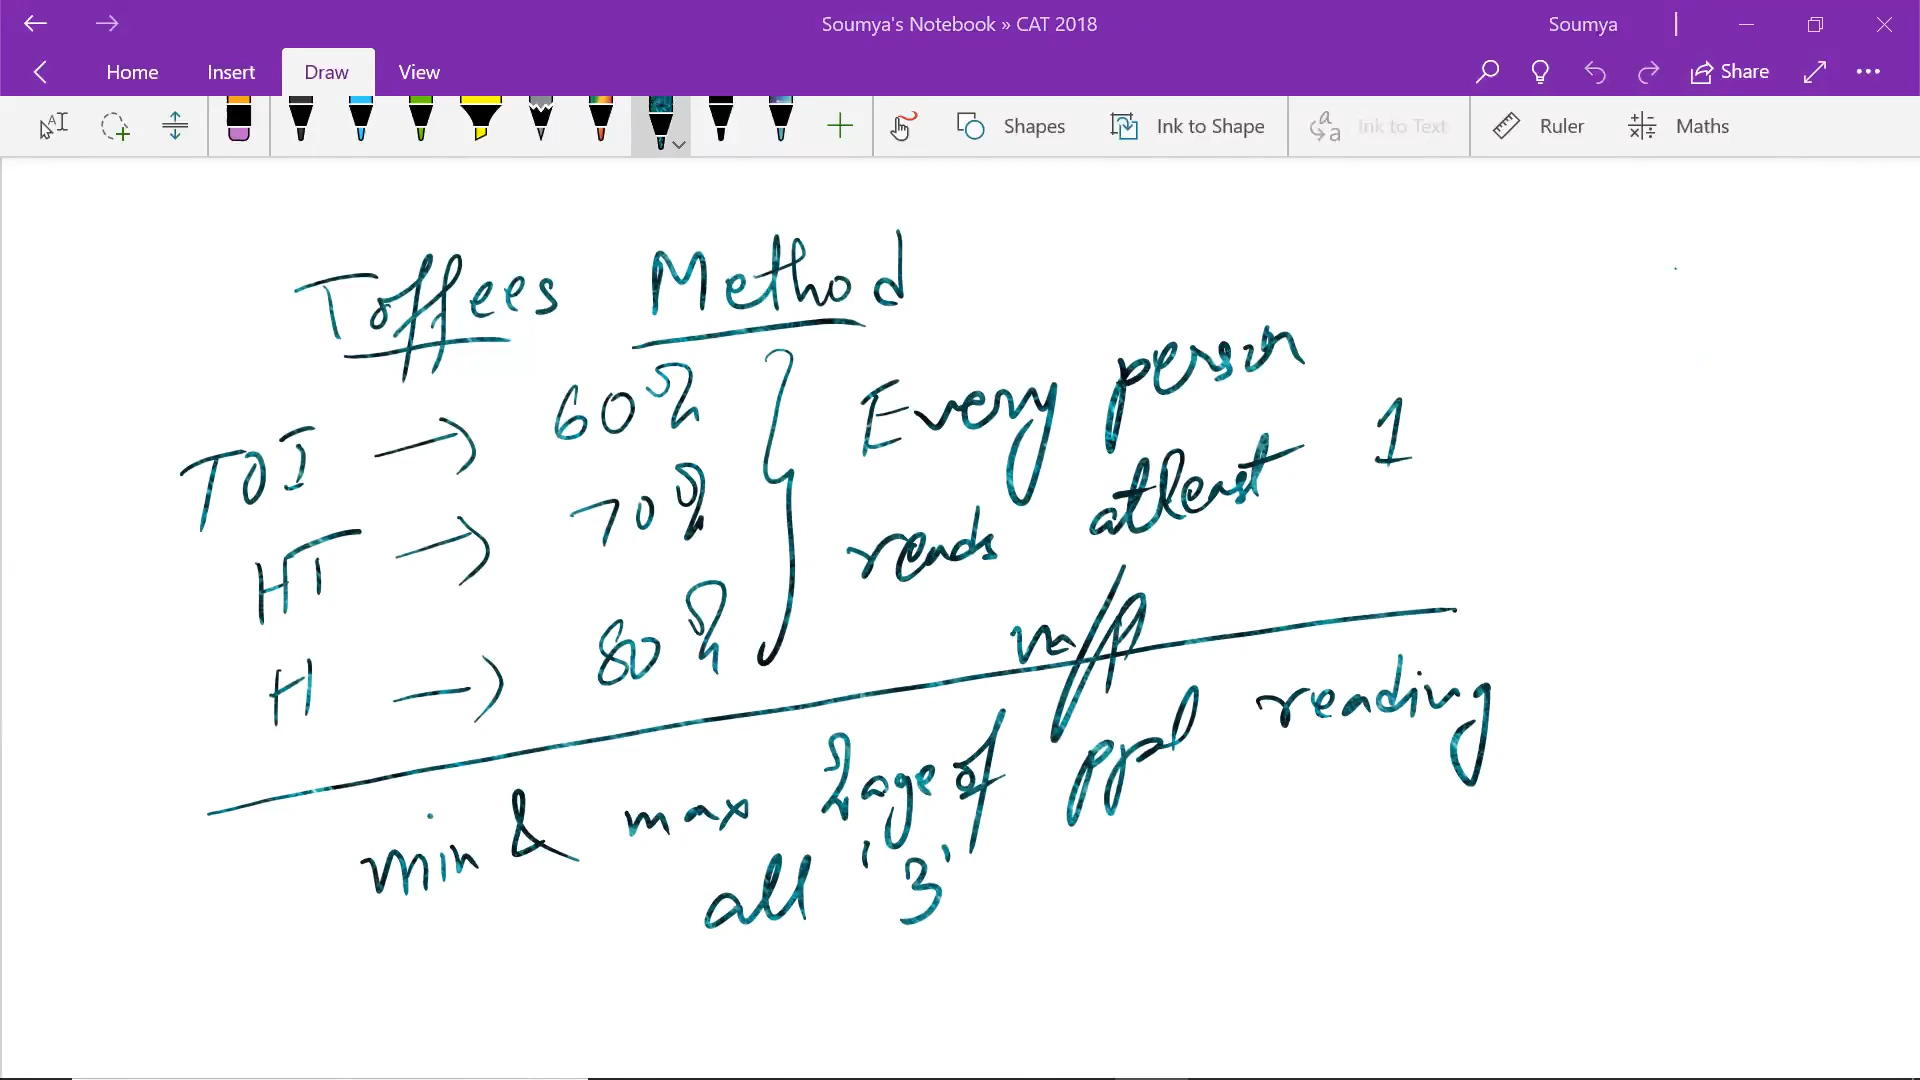 Soumya's Notebook » CAT 2018
Soumya
Home Insert Draw View
Share
Shapes Ink to Shape Ink to Text Ruler Maths
Toffees Method
TOI → 60%
HT → 70%
H → 80%
Every person
reads atleast 1
n/p
min & max %age of ppl reading
all '3'